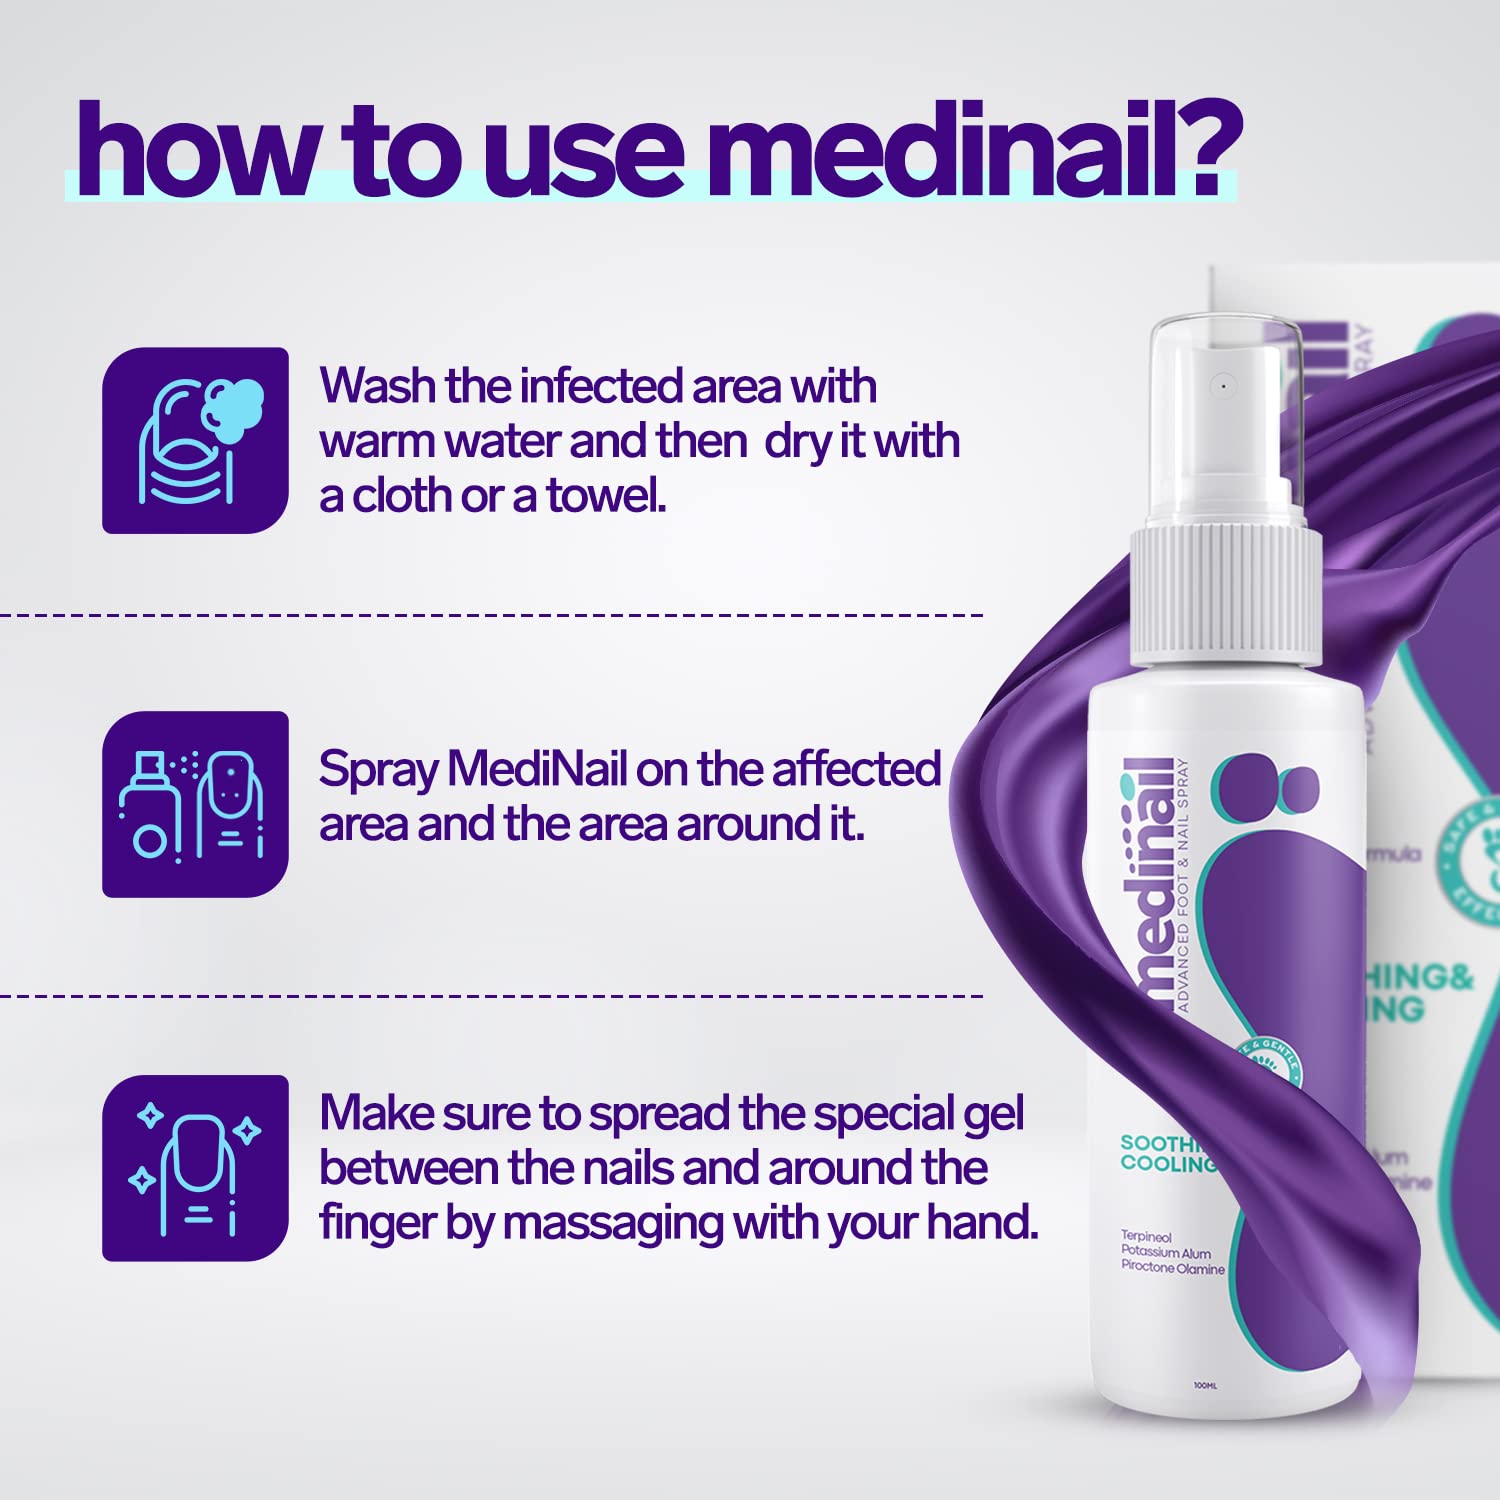 how to use medinail?
Wash the infected area with
warm water and then dry it with
a cloth or a towel.
Spray MediNail on the affected
area and the area around it.
Make sure to spread the special gel
between the nails and around the
finger by massaging with your hand.
medinail
ADVANCED FOOT & NAIL SPRAY
& GENTLE
COOLING
Terpineol
Potassium Alum
Piroctone Olamine
100ML
RAY
SAFE &
HING&
ING